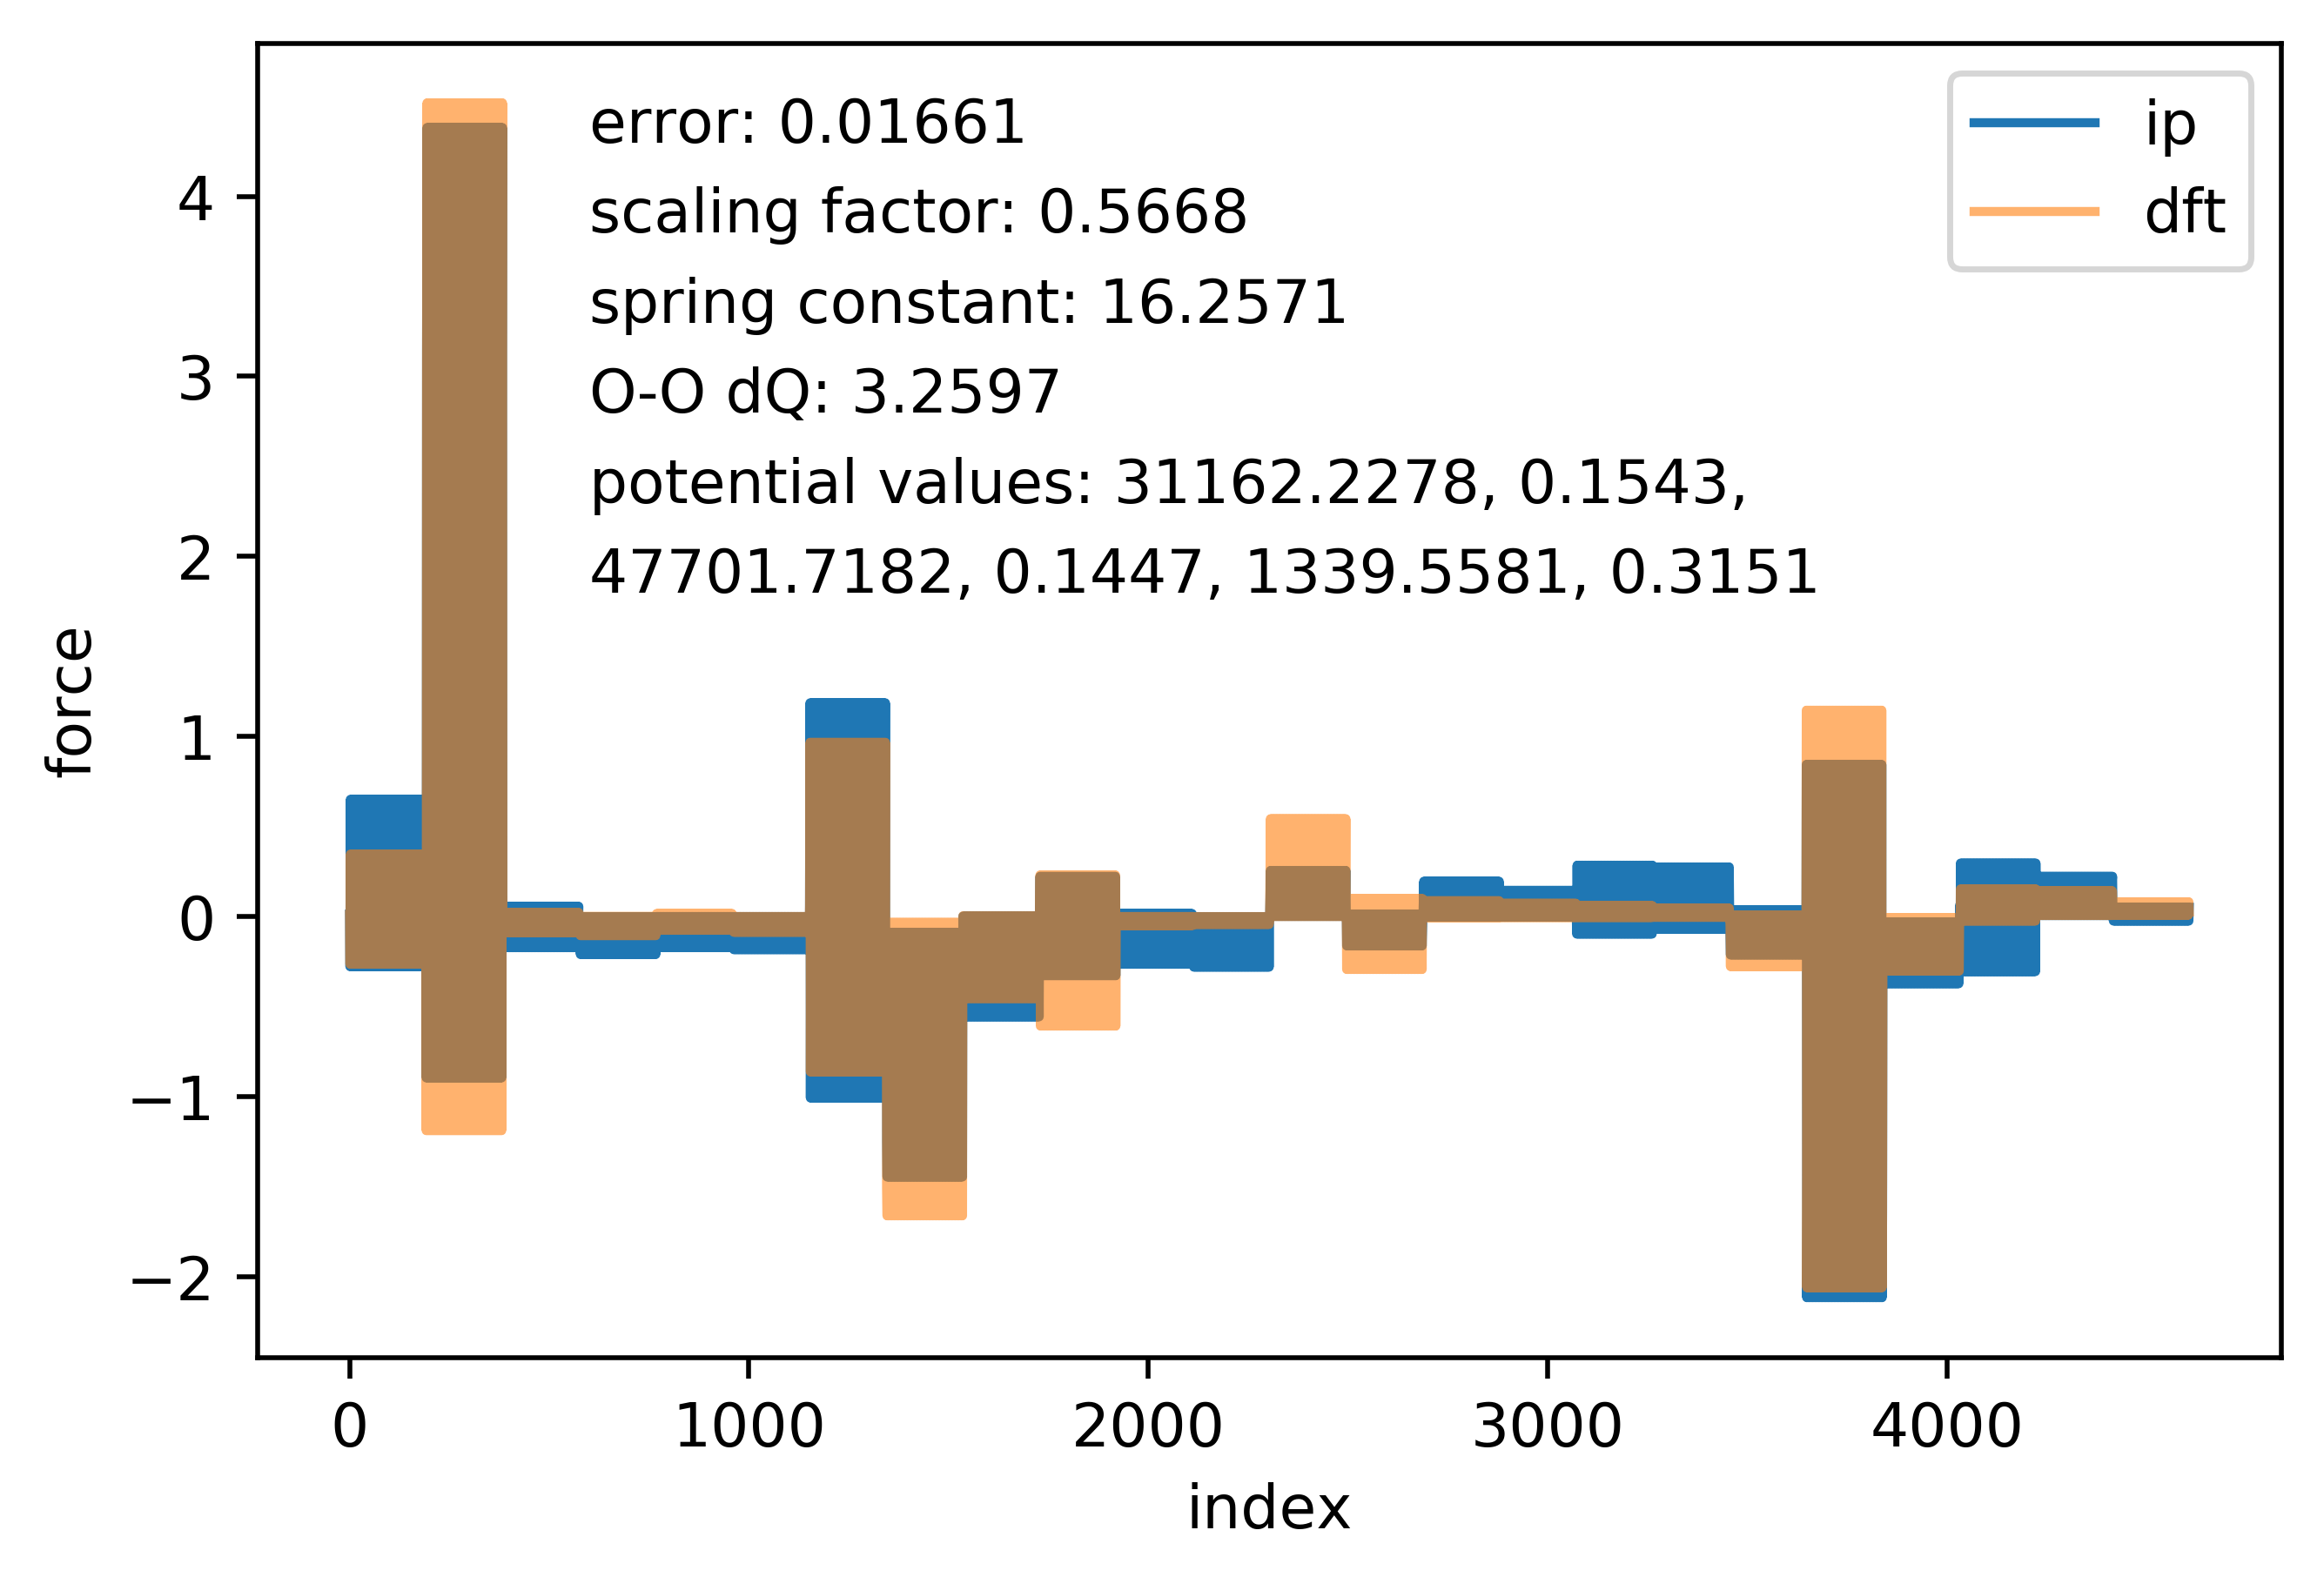 error: 0.01661
scaling factor: 0.5668
spring constant: 16.2571
O-O dQ: 3.2597
potential values: 31162.2278, 0.1543,
47701.7182, 0.1447, 1339.5581, 0.3151
ip
dft
4
3
2
1
0
−1
−2
force
0 1000 2000 3000 4000
index